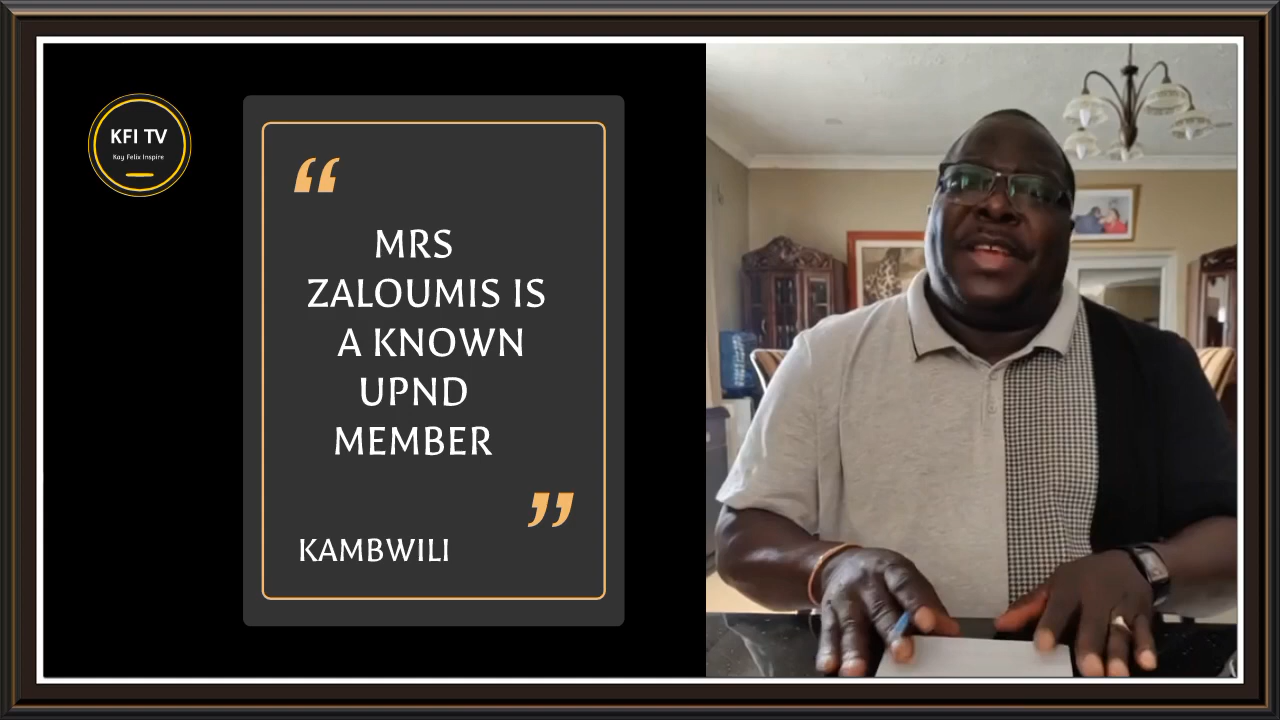 KFI TV
Kay Felix Inspire
“
MRS
ZALOUMIS IS
A KNOWN
UPND
MEMBER
”
KAMBWILI